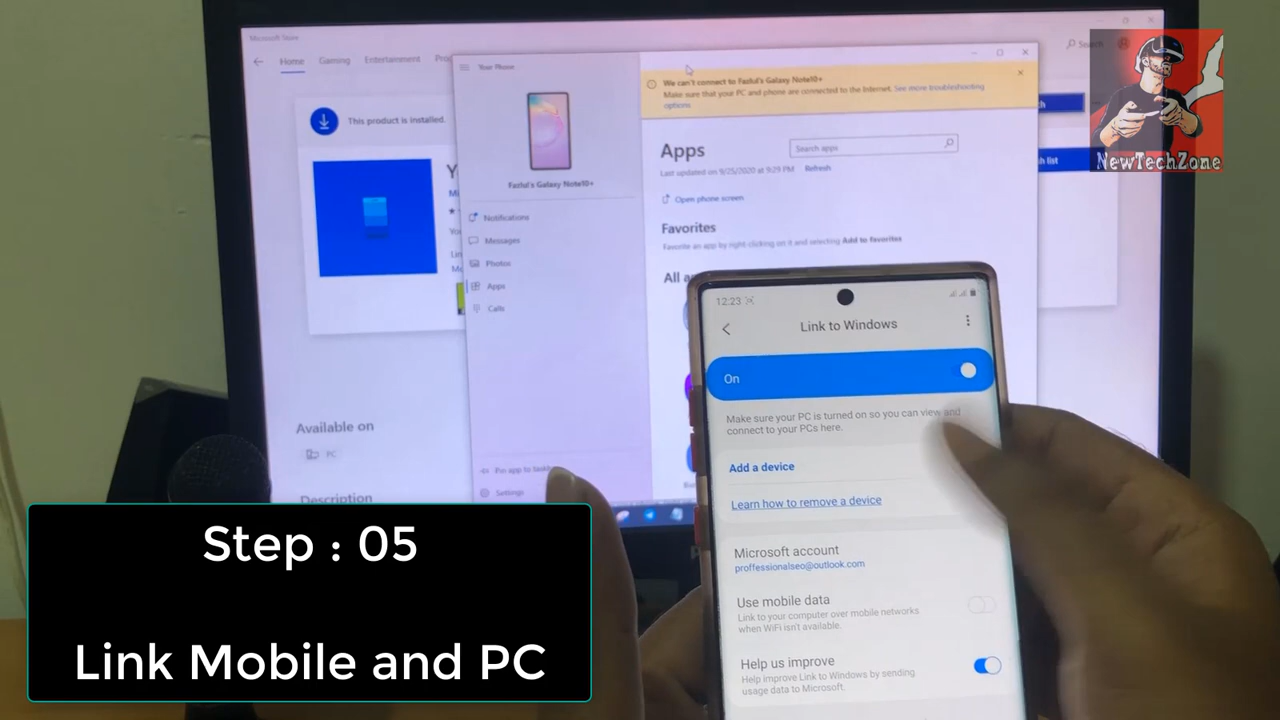 Microsoft Store
Home
Gaming
Entertainment
Search
This product is installed.
Available on
PC
Description
Your Phone
Fazlul's Galaxy Note10+
Notifications
Messages
Photos
Apps
Calls
Pin app to taskb
Settings
We can't connect to Fazlul's Galaxy Note10+
Make sure that your PC and phone are connected to the Internet. See more troubleshooting
options
Apps
Search apps
Last updated on 9/25/2020 at 9:29 PM Refresh
Open phone screen
Favorites
Favorite an app by right clicking on it and selecting Add to favorites
All a
h list
NewTechZone
12:23
Link to Windows
On
Make sure your PC is turned on so you can view and
connect to your PCs here.
Add a device
Learn how to remove a device
Microsoft account
proffessionalseo@outlook.com
Use mobile data
Link to your computer over mobile networks
when WiFi isn't available.
Help us improve
Help improve Link to Windows by sending
usage data to Microsoft.
Step : 05
Link Mobile and PC